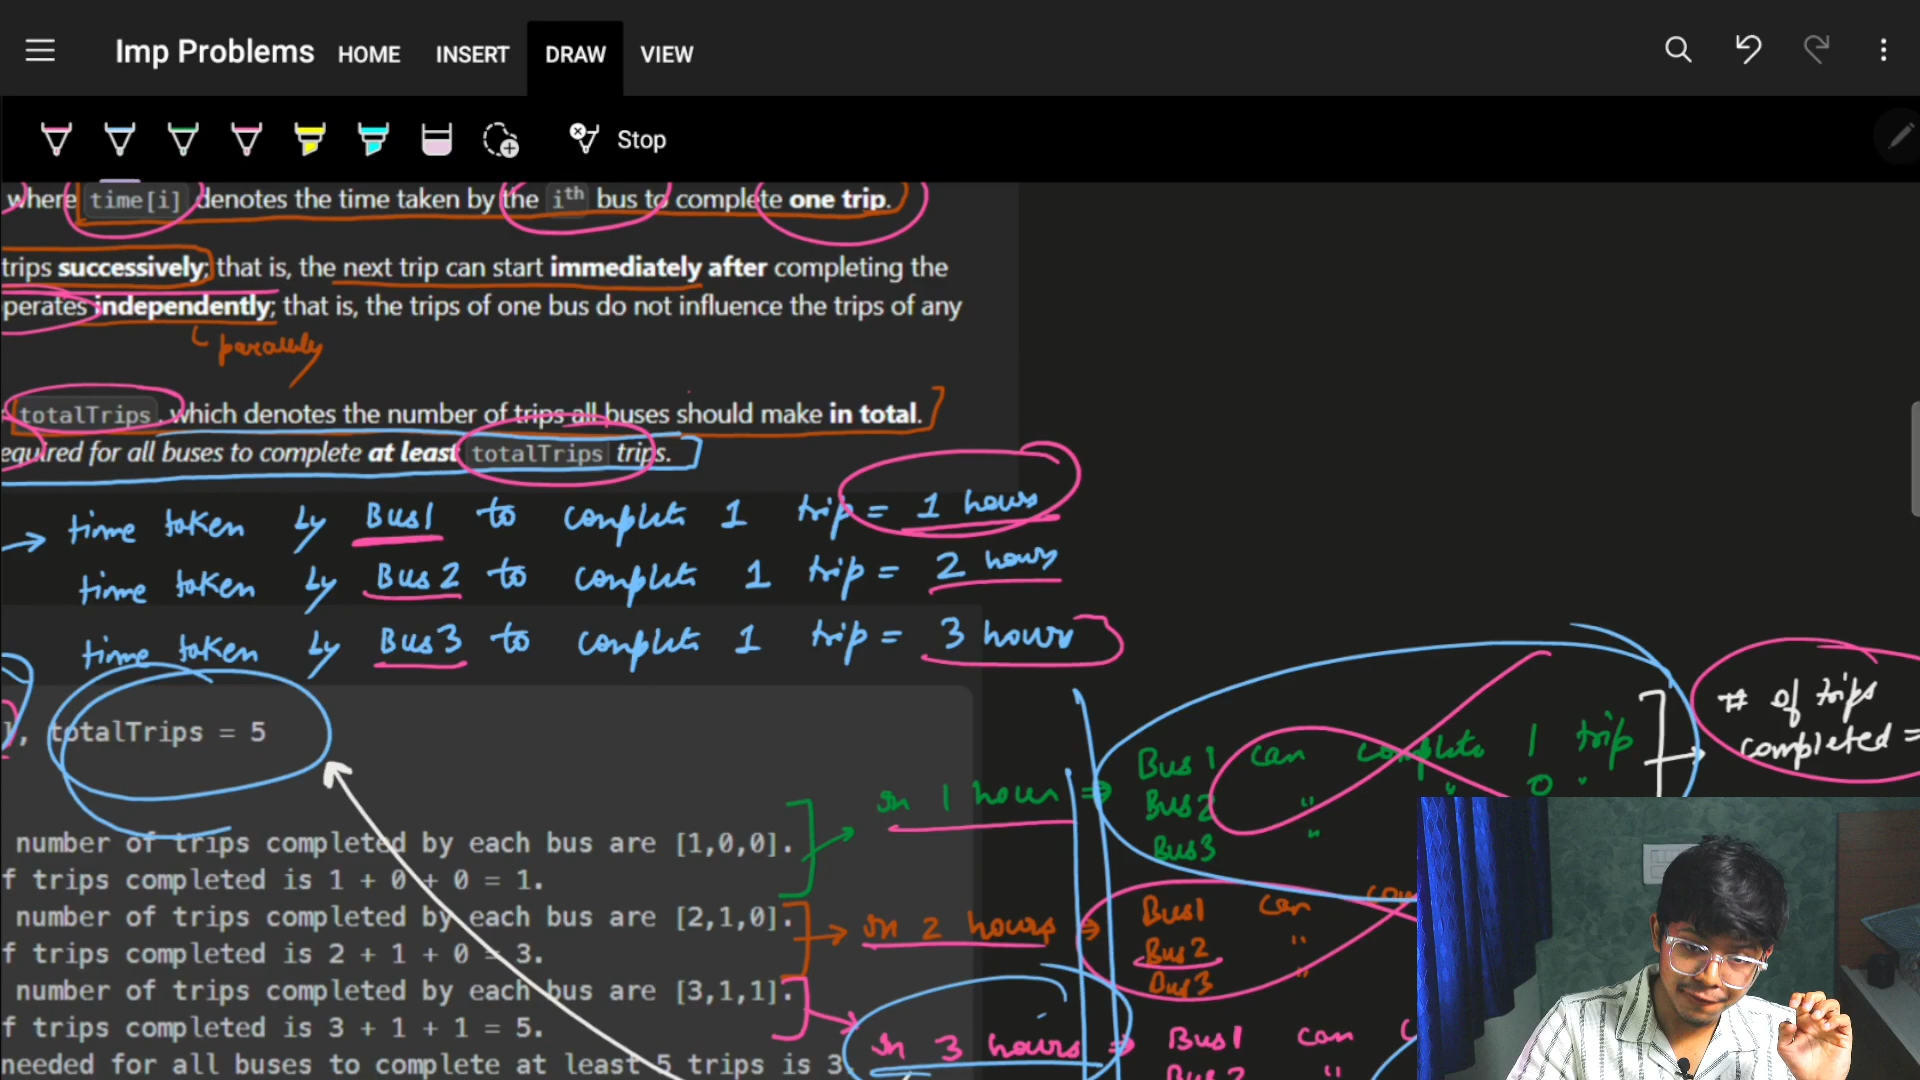 Imp Problems HOME INSERT DRAW VIEW
Stop
where time[i] denotes the time taken by the ith bus to complete one trip.
trips successively; that is, the next trip can start immediately after completing the
perates independently; that is, the trips of one bus do not influence the trips of any
totalTrips, which denotes the number of trips all buses should make in total.
equired for all buses to complete at least totalTrips trips.
time taken by Bus1 to complete 1 trip = 1 hours
time taken by Bus2 to complete 1 trip = 2 hours
time taken by Bus3 to complete 1 trip = 3 hours
], totalTrips = 5
# of trips
completed =
in 1 hour ⇒ Bus1 can complete 1 trip
Bus2 " " 0 "
Bus3 "
number of trips completed by each bus are [1,0,0].
f trips completed is 1 + 0 + 0 = 1.
number of trips completed by each bus are [2,1,0].
in 2 hours ⇒ Bus1 can
Bus2 "
Bus3 "
f trips completed is 2 + 1 + 0 = 3.
number of trips completed by each bus are [3,1,1].
f trips completed is 3 + 1 + 1 = 5.
in 3 hours ⇒ Bus1 can
Bus2 "
needed for all buses to complete at least 5 trips is 3